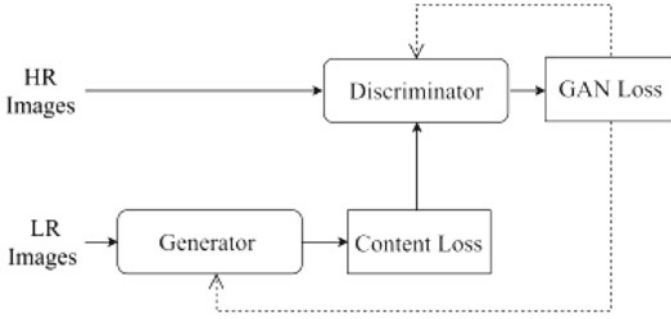 HR
Images
Discriminator
GAN Loss
LR
Images
Generator
Content Loss